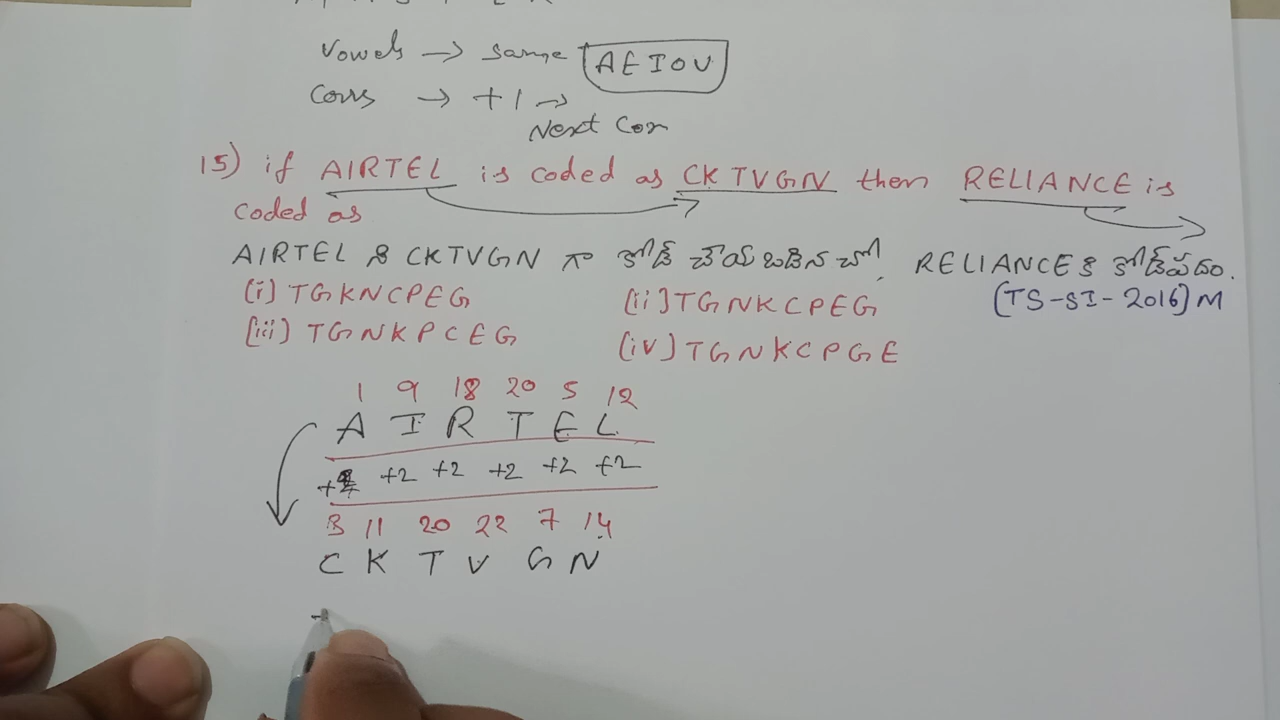 Vowels → same AEIOU
Cons → +1 →
Next Con
15) if AIRTEL is coded as CKTVGN then RELIANCE is
coded as
AIRTEL ని CKTVGN గా కోడ్ చేయబడినచో, RELIANCE కి కోడ్ పదం.
(i) TGKNCPEG (ii) TGNKCPEG (TS-SI-2016) M
(iii) TGNKPCEG (iv) TGNKCPGE
1 9 18 20 5 12
A I R T E L
+2 +2 +2 +2 +2 +2
3 11 20 22 7 14
C K T V G N